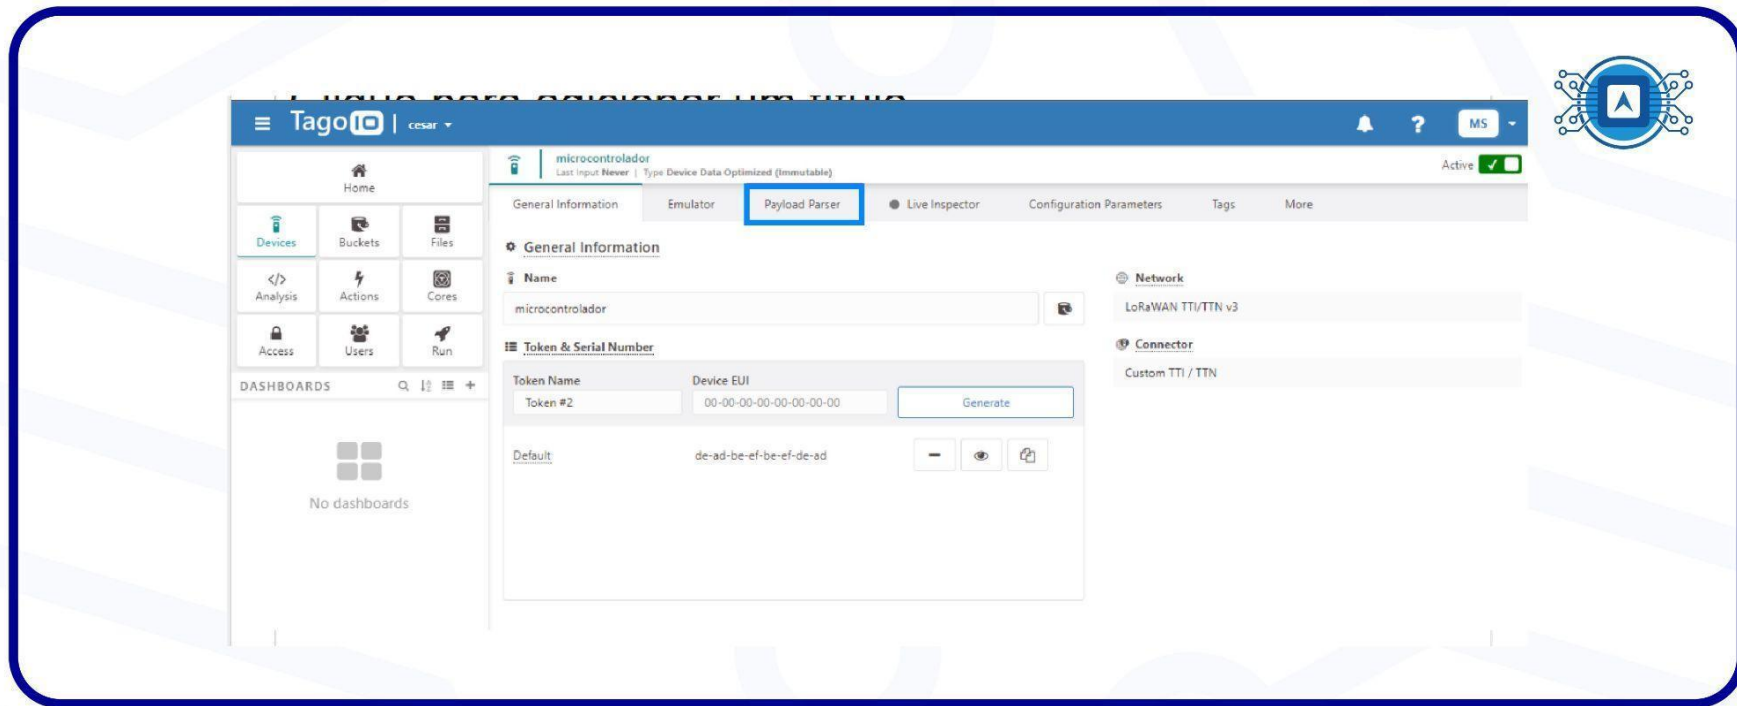 TagoIO | cesar
MS
Home
Devices
Buckets
Files
Analysis
Actions
Cores
Access
Users
Run
DASHBOARDS
No dashboards
microcontrolador
Last input Never | Type Device Data Optimized (Immutable)
Active
General Information Emulator Payload Parser Live Inspector Configuration Parameters Tags More
General Information
Name
microcontrolador
Token & Serial Number
Token Name Device EUI
Token #2 00-00-00-00-00-00-00-00 Generate
Default de-ad-be-ef-be-ef-de-ad
Network
LoRaWAN TTI/TTN v3
Connector
Custom TTI / TTN